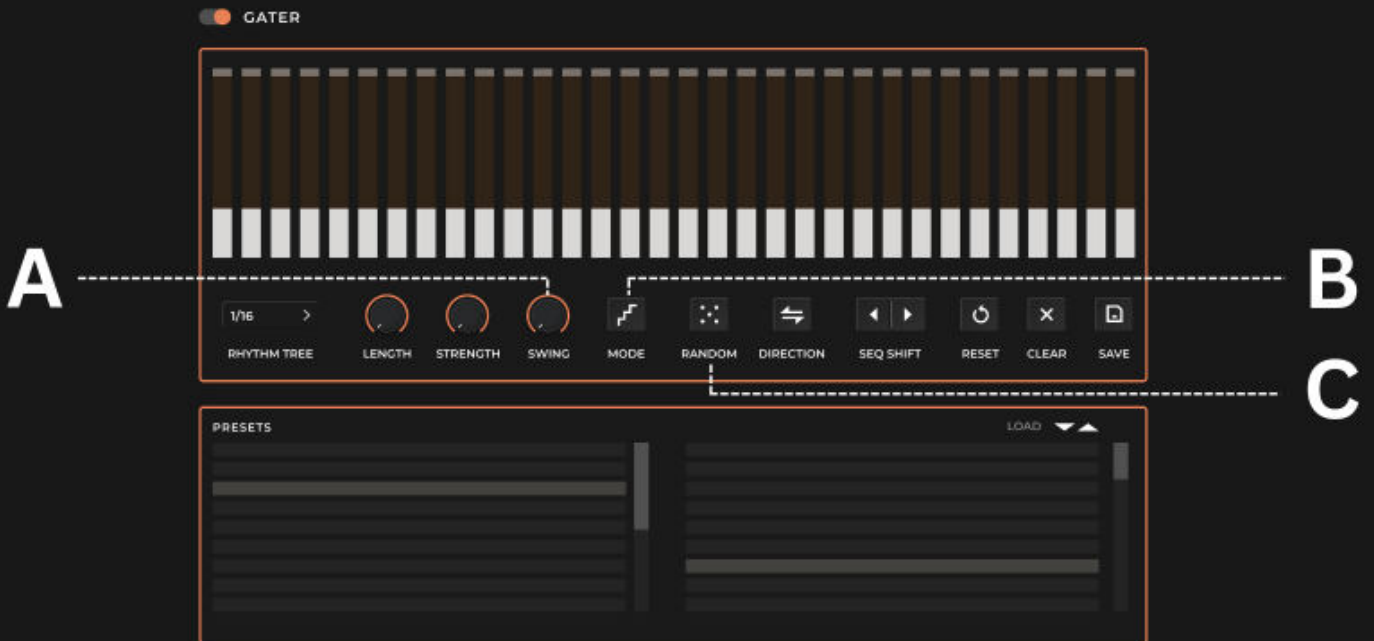 GATER
A
B
C
1/16
RHYTHM TREE LENGTH STRENGTH SWING MODE RANDOM DIRECTION SEQ SHIFT RESET CLEAR SAVE
PRESETS LOAD